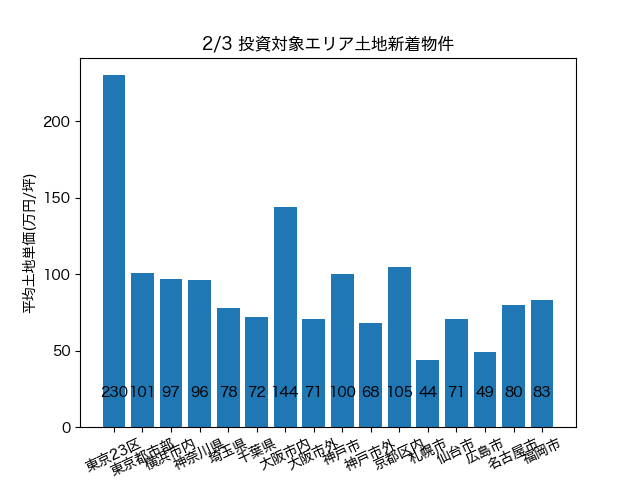 2/3 投資対象エリア土地新着物件
平均土地単価(万円/坪)
200
150
100
50
0
230 101 97 96 78 72 144 71 100 68 105 44 71 49 80 83
東京23区 東京都市部 横浜市内 神奈川県 埼玉県 千葉県 大阪市内 大阪市外 神戸市 神戸市外 京都区内 札幌市 仙台市 広島市 名古屋市 福岡市